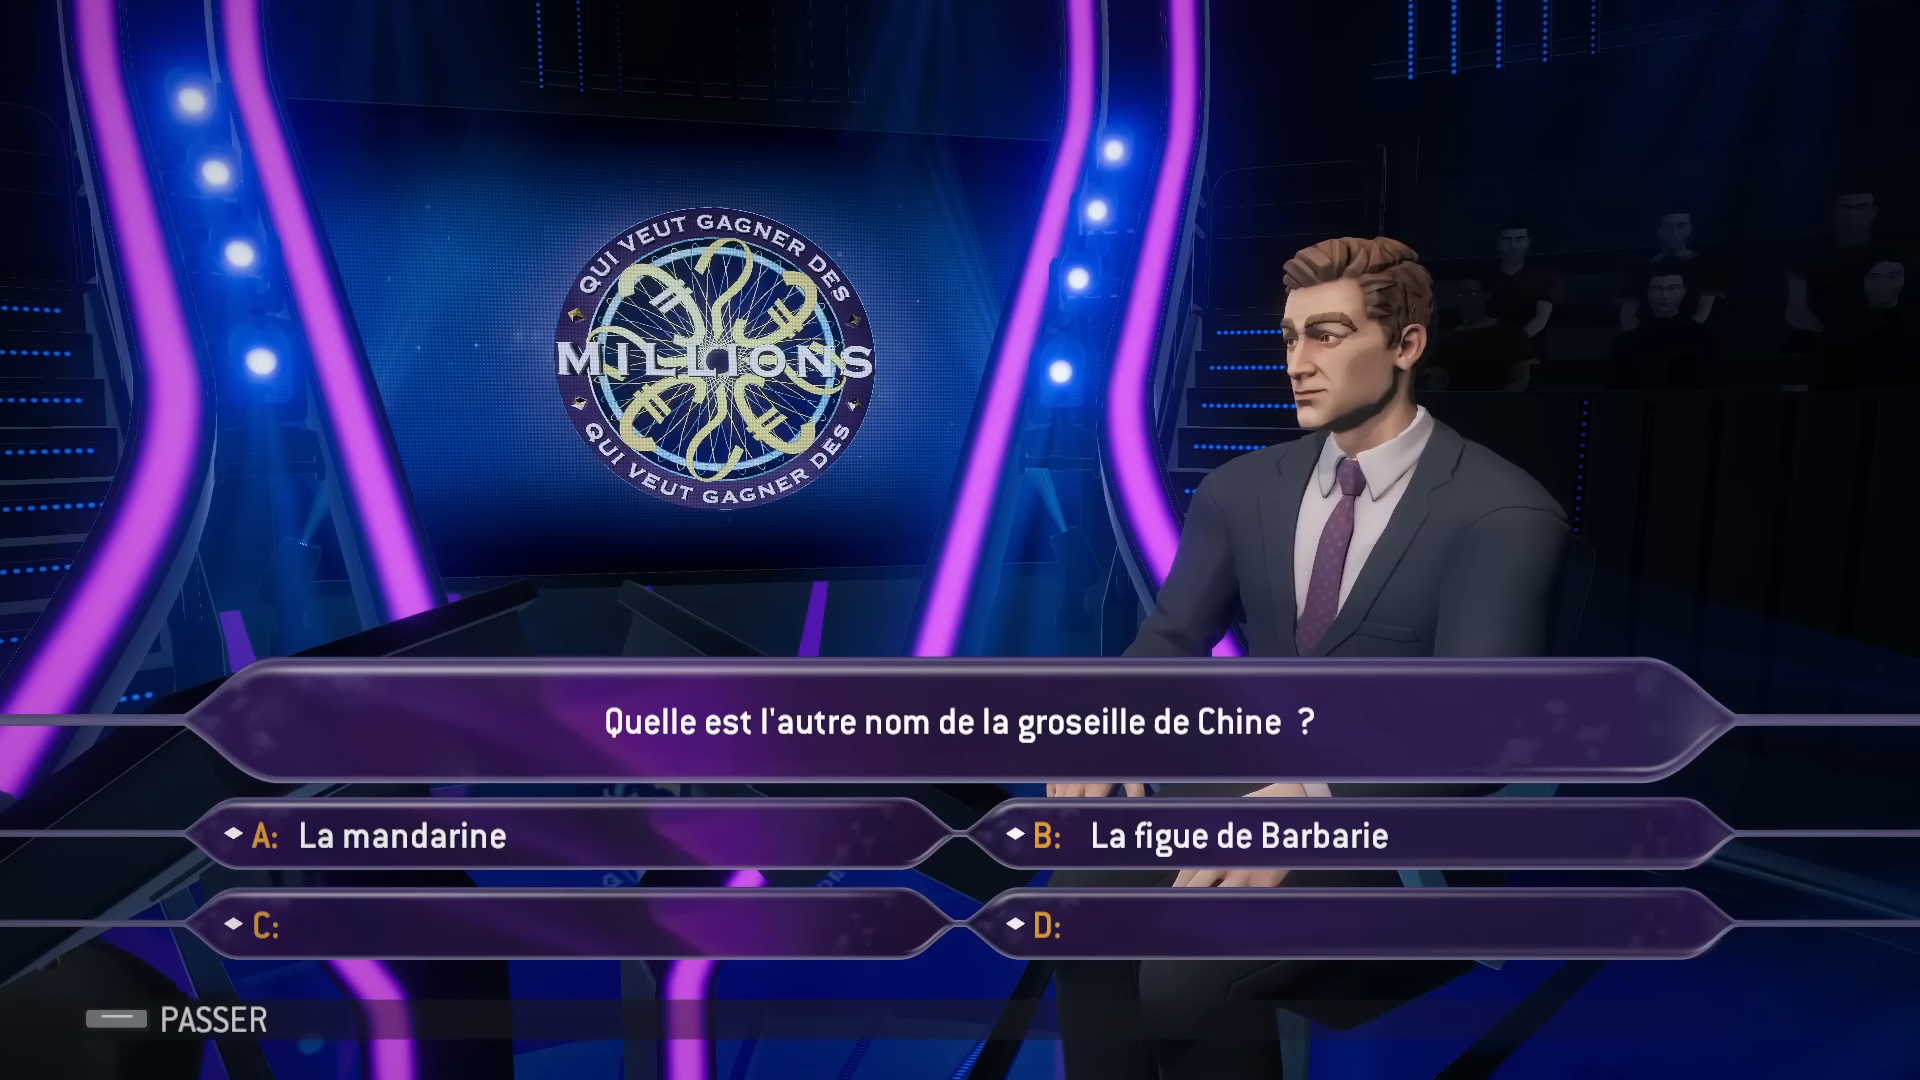 QUI VEUT GAGNER DES
MILLIONS
QUI VEUT GAGNER DES
Quelle est l'autre nom de la groseille de Chine ?
A: La mandarine
B: La figue de Barbarie
C:
D:
PASSER